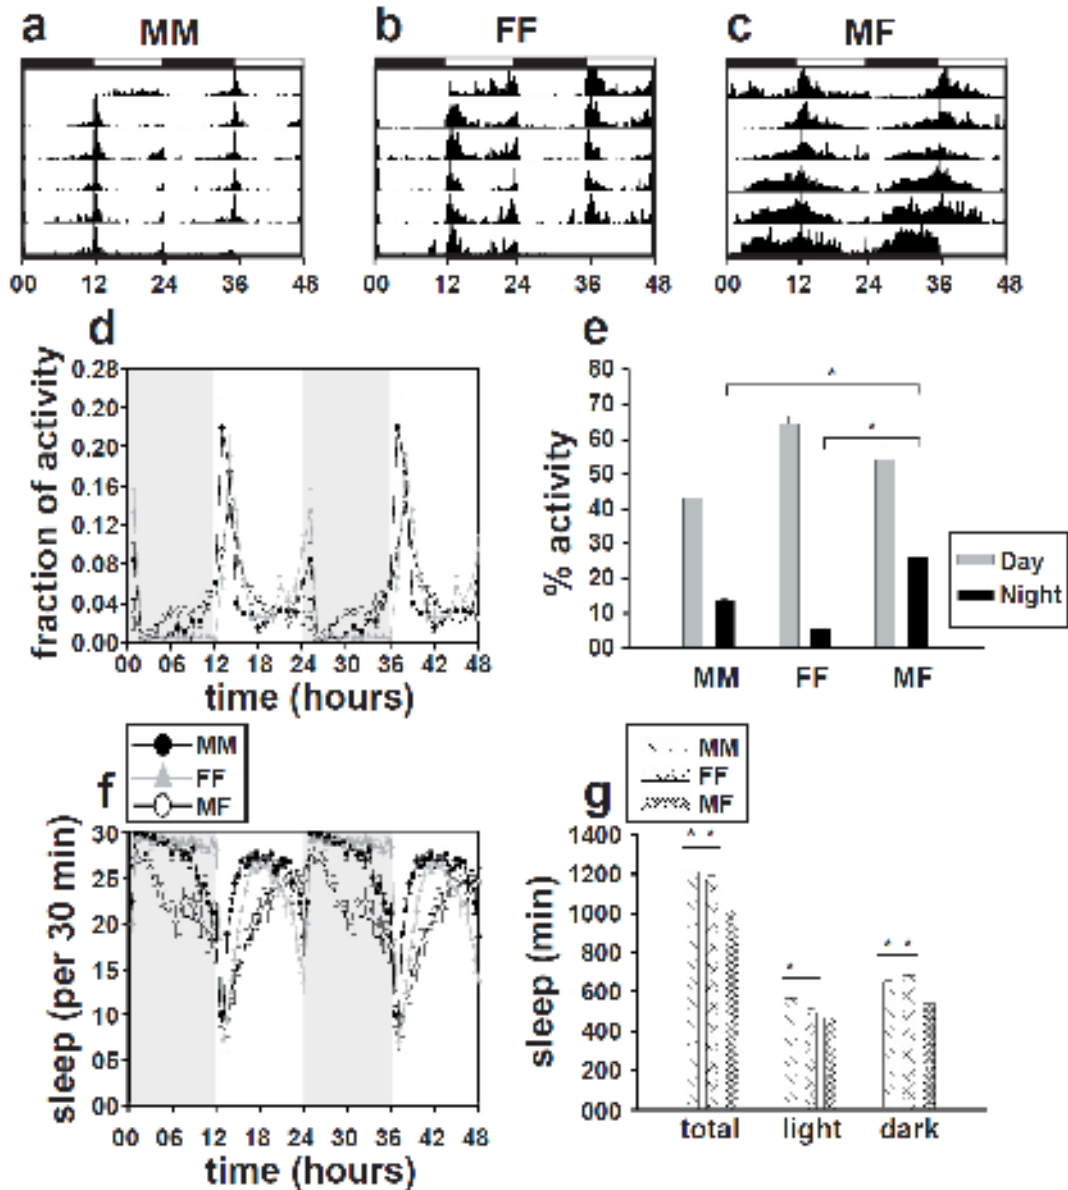 a MM
b FF
c MF
00 12 24 36 48
00 12 24 36 48
00 12 24 36 48
d
fraction of activity
0.28
0.24
0.20
0.16
0.12
0.08
0.04
0.00
00 06 12 18 24 30 36 42 48
time (hours)
e
% activity
80
70
60
50
40
30
20
10
00
* *
MM FF MF
Day
Night
MM
FF
MF
f
sleep (per 30 min)
30
25
20
15
10
05
00
00 06 12 18 24 30 36 42 48
time (hours)
MM
FF
MF
g
sleep (min)
1400
1200
1000
800
600
400
200
000
* *
*
* *
total light dark